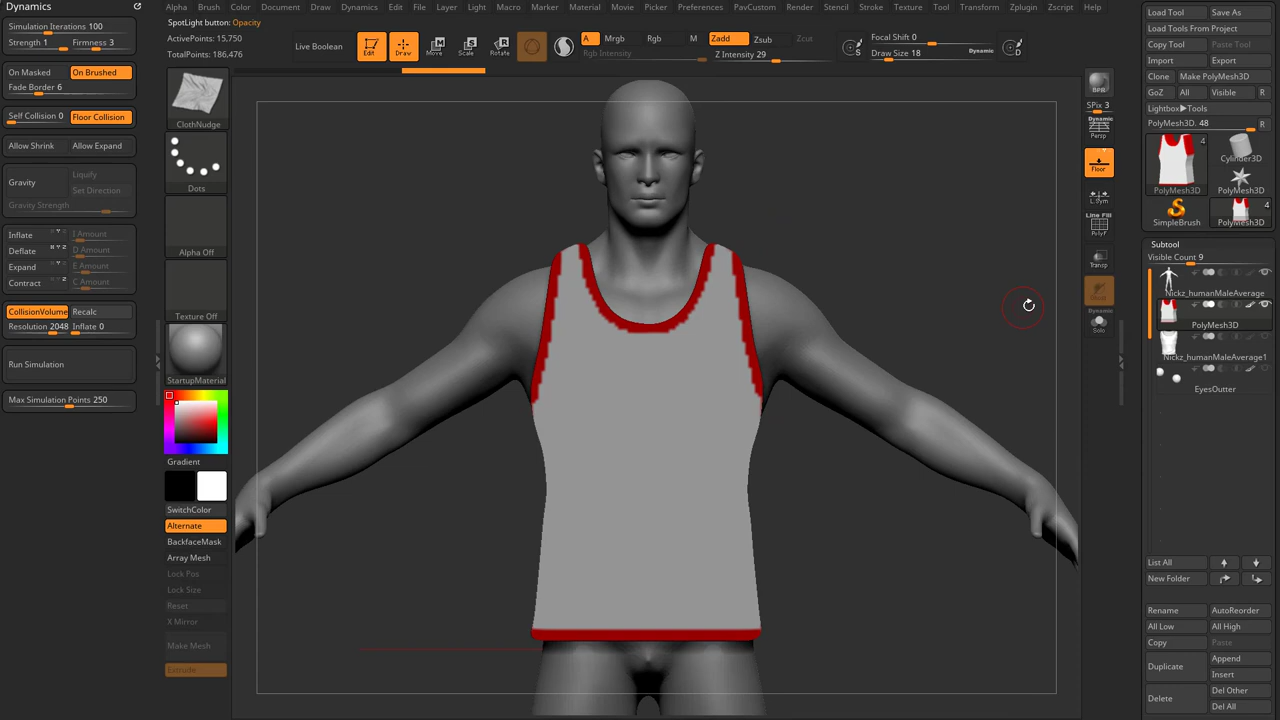 Dynamics
Simulation Iterations 100
Strength 1 Firmness 3
On Masked On Brushed
Fade Border 6
Self Collision 0 Floor Collision
Allow Shrink Allow Expand
Gravity Liquify
Set Direction
Gravity Strength
Inflate x y z I Amount
Deflate x y z D Amount
Expand x y z E Amount
Contract x y z C Amount
CollisionVolume Recalc
Resolution 2048 Inflate 0
Run Simulation
Max Simulation Points 250
Alpha Brush Color Document Draw Dynamics Edit File Layer Light Macro Marker Material Movie Picker Preferences PavCustom Render Stencil Stroke Texture Tool Transform Zplugin Zscript Help
SpotLight button: Opacity
ActivePoints: 15,750
TotalPoints: 186.476
Live Boolean
Edit Draw Move Scale Rotate
A Mrgb Rgb M
Rgb Intensity
Zadd Zsub Zcut
Z Intensity 29
Focal Shift 0
Draw Size 18 Dynamic
S D
ClothNudge
Dots
Alpha Off
Texture Off
StartupMaterial
Gradient
SwitchColor
Alternate
BackfaceMask
Array Mesh
Lock Pos
Lock Size
Reset
X Mirror
Make Mesh
Extrude
BPR
SPix 3
Dynamic
Persp
Floor
L.Sym
Line Fill
PolyF
Transp
Ghost
Dynamic
Solo
Load Tool Save As
Load Tools From Project
Copy Tool Paste Tool
Import Export
Clone Make PolyMesh3D
GoZ All Visible R
Lightbox▶Tools
PolyMesh3D. 48 R
4
PolyMesh3D
Cylinder3D
PolyMesh3D
SimpleBrush
4
PolyMesh3D
Subtool
Visible Count 9
Nickz_humanMaleAverage
PolyMesh3D
Nickz_humanMaleAverage1
EyesOutter
List All
New Folder
Rename AutoReorder
All Low All High
Copy Paste
Duplicate Append
Insert
Delete Del Other
Del All